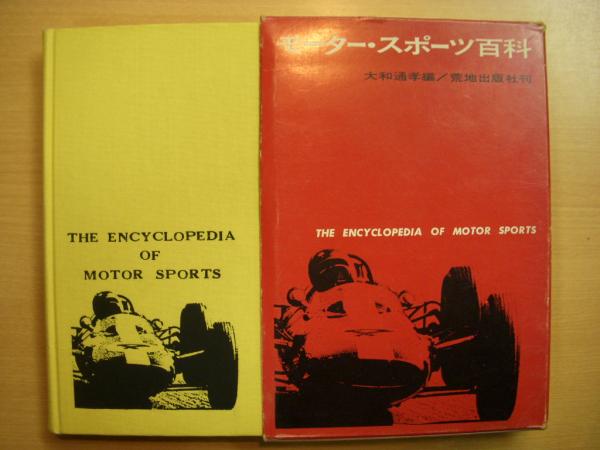 THE ENCYCLOPEDIA
OF
MOTOR SPORTS
モーター・スポーツ百科
大和通孝編/荒地出版社刊
THE ENCYCLOPEDIA OF MOTOR SPORTS